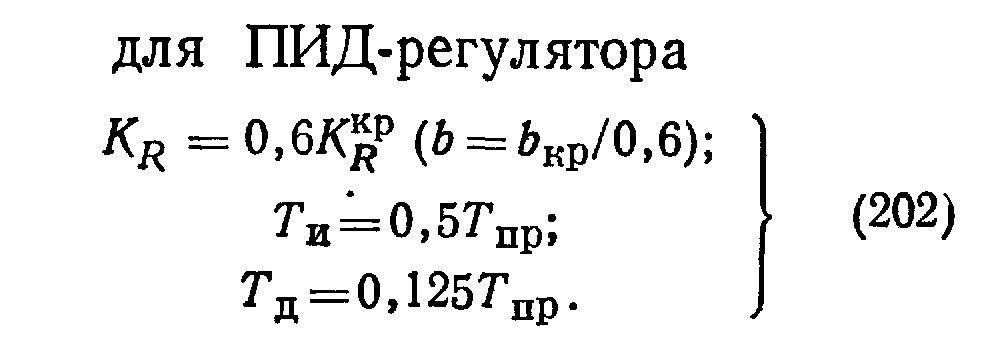 для ПИД-регулятора
K_R = 0,6K_R^кр (b = b_кр/0,6);
T_и = 0,5T_пр; (202)
T_д = 0,125T_пр.